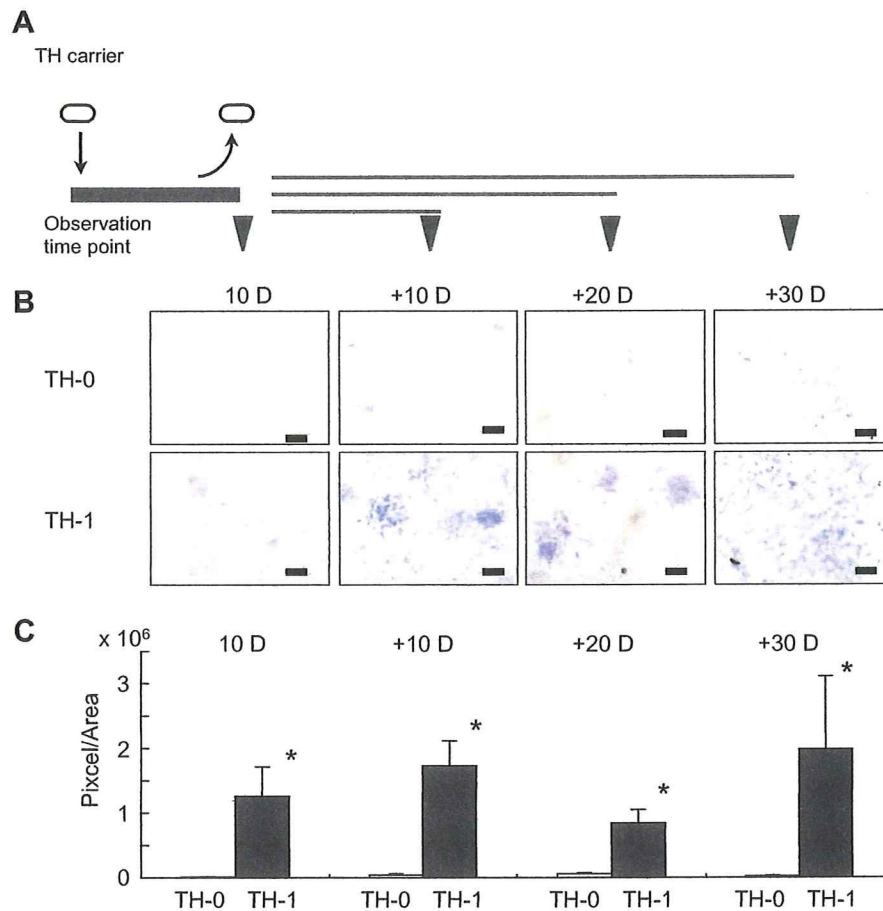 A
TH carrier
Observation
time point
B
10 D +10 D +20 D +30 D
TH-0
TH-1
C
x 10⁶
10 D +10 D +20 D +30 D
Pixcel/Area
3
2
1
0
* * * *
TH-0 TH-1 TH-0 TH-1 TH-0 TH-1 TH-0 TH-1